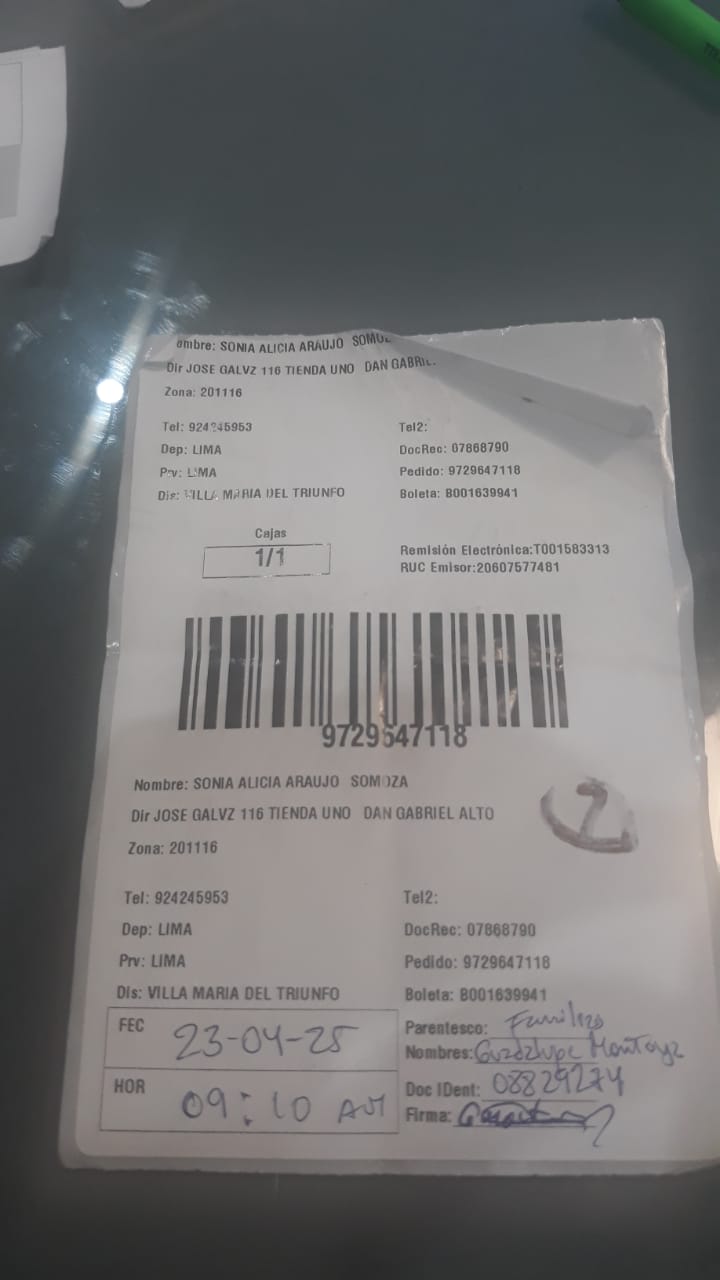 ombre: SONIA ALICIA ARAUJO
Dir JOSE GALVZ 116 TIENDA UNO DAN GABRIEL
Zona: 201116
Tel: 924245953 Tel2:
Dep: LIMA DocRec: 07868790
Prv: LIMA Pedido: 9729647118
Dis: VILLA MARIA DEL TRIUNFO Boleta: B001639941
Cajas
1/1
Remisión Electrónica:T001583313
RUC Emisor:20607577481
9729647118
Nombre: SONIA ALICIA ARAUJO SOMOZA
Dir JOSE GALVZ 116 TIENDA UNO DAN GABRIEL ALTO
2
Zona: 201116
Tel: 924245953 Tel2:
Dep: LIMA DocRec: 07868790
Prv: LIMA Pedido: 9729647118
Dis: VILLA MARIA DEL TRIUNFO Boleta: B001639941
FEC 23-04-25
HOR 09:10 AM
Parentesco:
Nombres: Guadalupe Montoya
Doc IDent: 08829274
Firma: